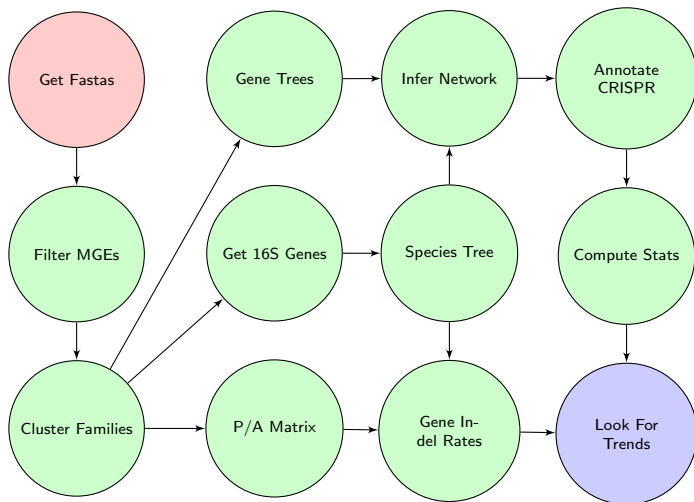 Get Fastas
Gene Trees
Infer Network
Annotate
CRISPR
Filter MGEs
Get 16S Genes
Species Tree
Compute Stats
Cluster Families
P/A Matrix
Gene In-
del Rates
Look For
Trends